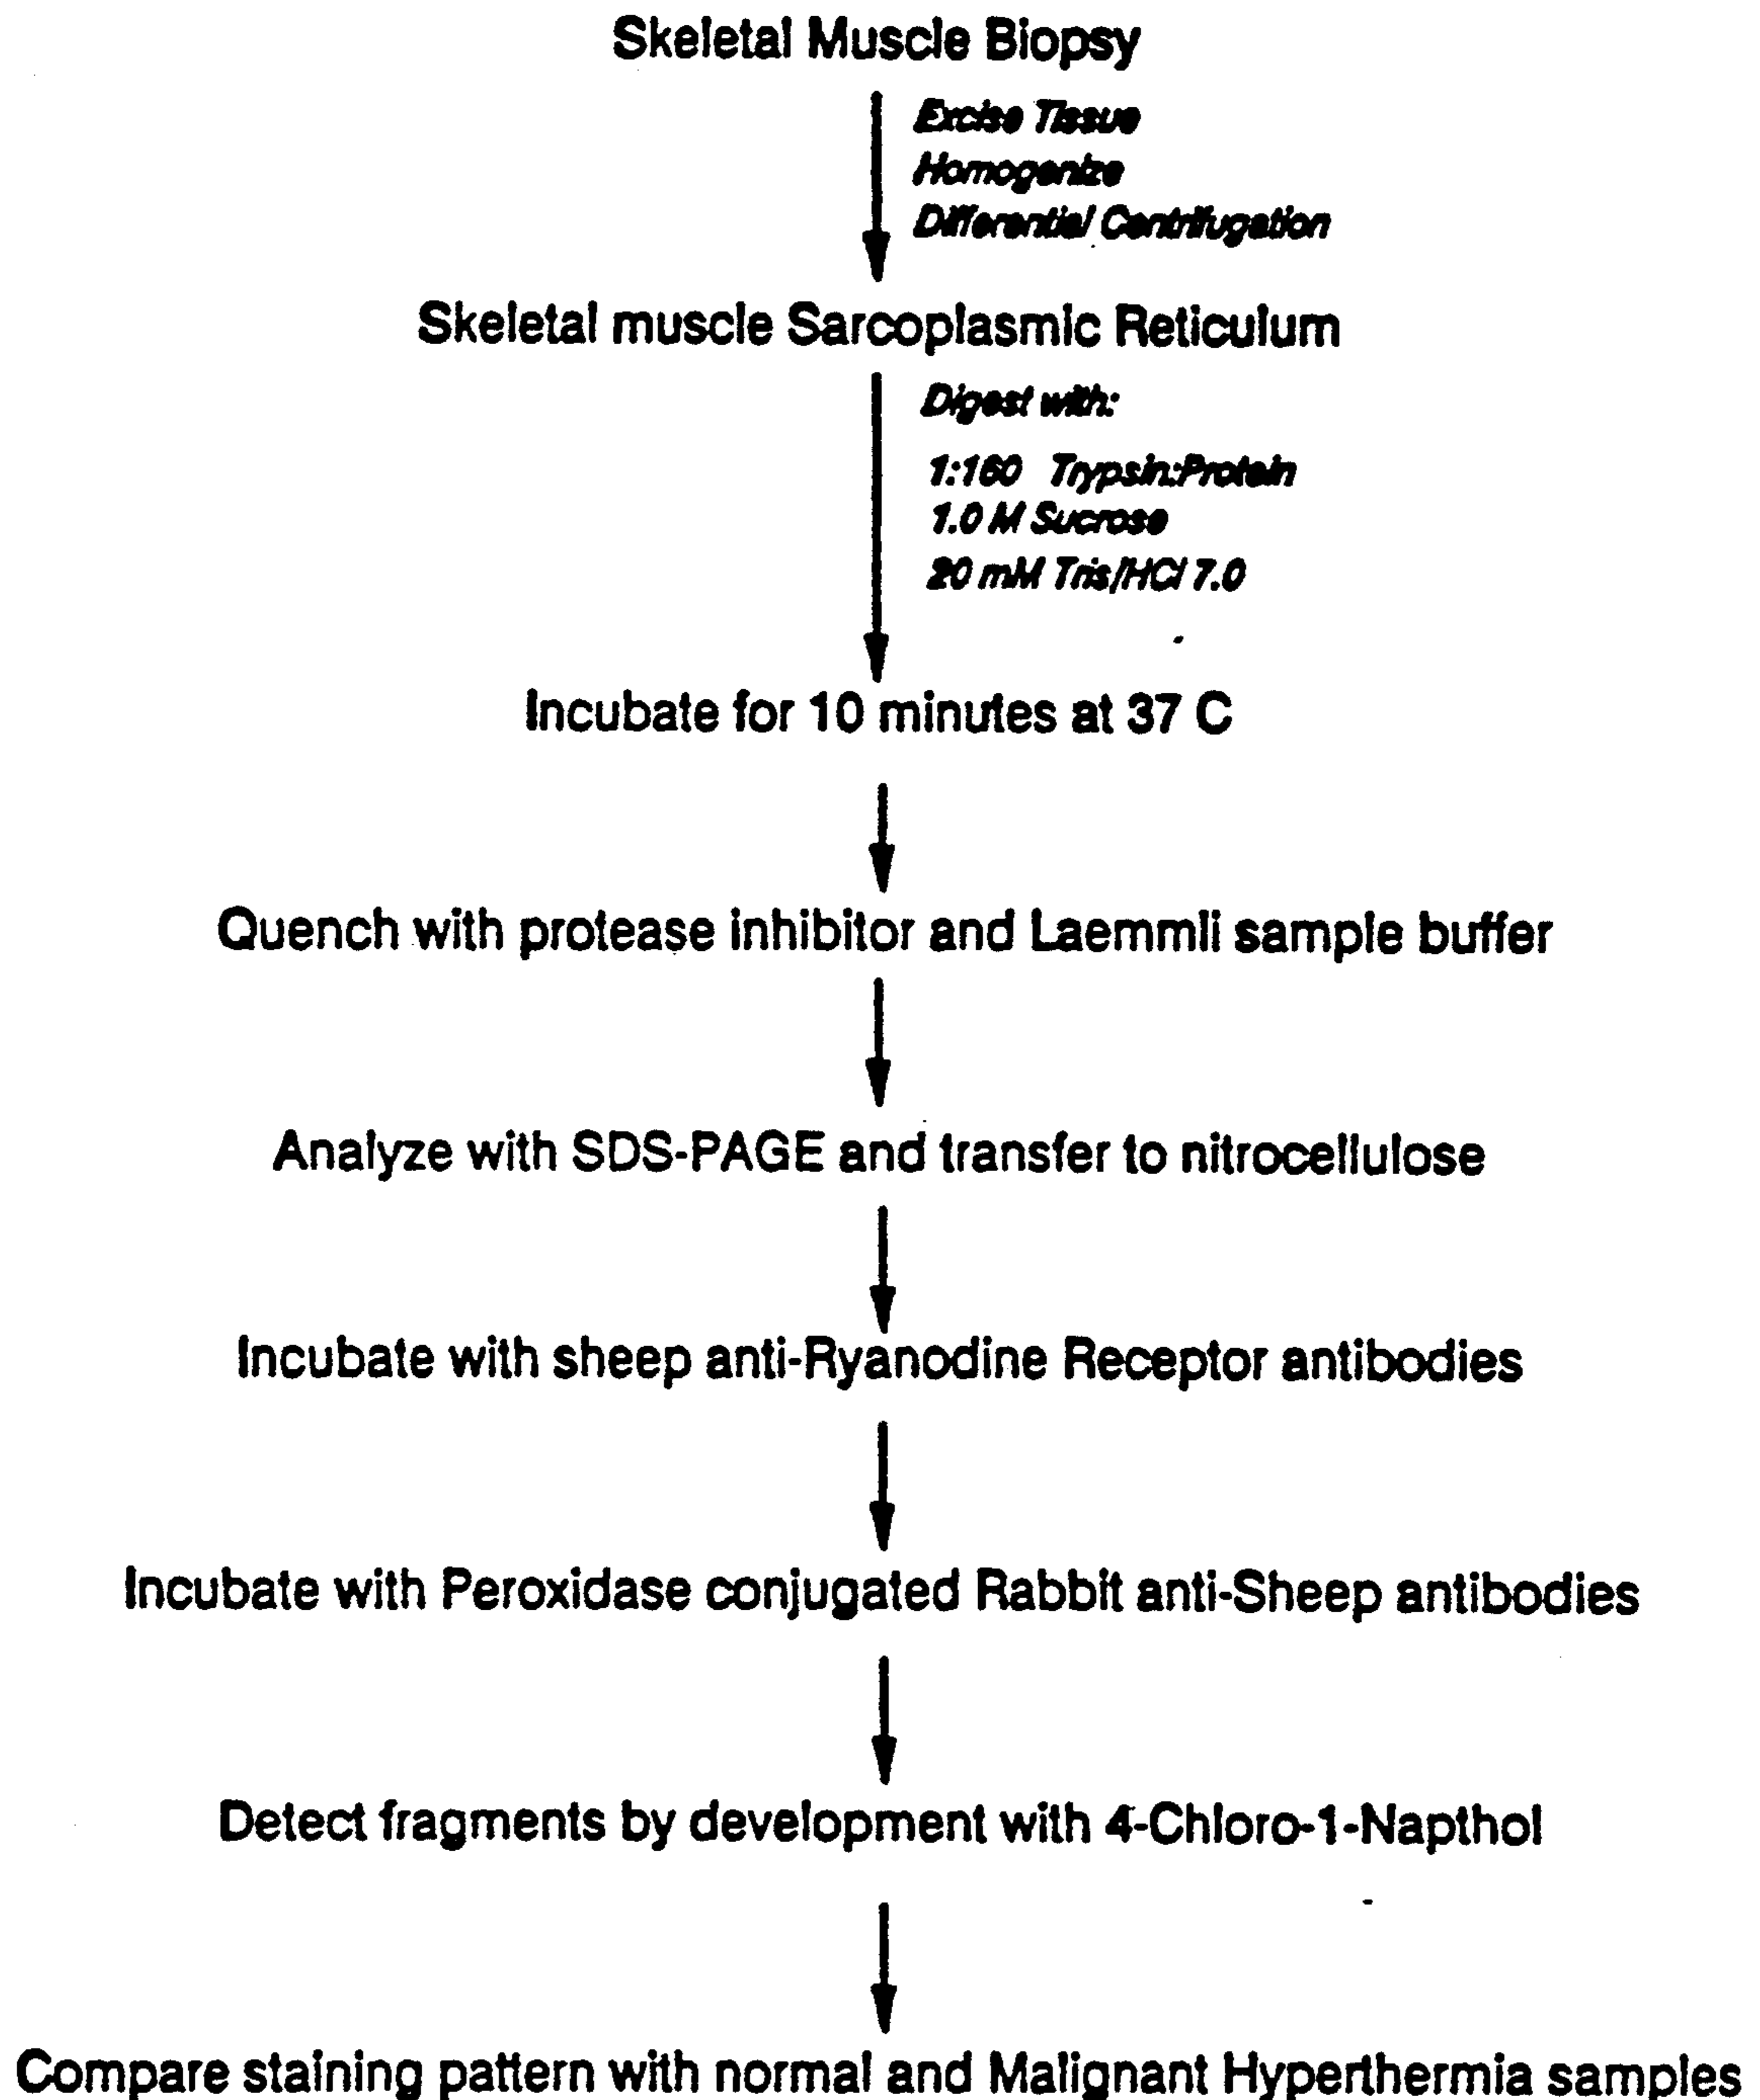 Skeletal Muscle Biopsy
Excise Tissue
Homogenize
Differential Centrifugation
Skeletal muscle Sarcoplasmic Reticulum
Digest with:
1:160 Trypsin:Protein
1.0 M Sucrose
20 mM Tris/HCl 7.0
Incubate for 10 minutes at 37 C
Quench with protease inhibitor and Laemmli sample buffer
Analyze with SDS-PAGE and transfer to nitrocellulose
Incubate with sheep anti-Ryanodine Receptor antibodies
Incubate with Peroxidase conjugated Rabbit anti-Sheep antibodies
Detect fragments by development with 4-Chloro-1-Napthol
Compare staining pattern with normal and Malignant Hyperthermia samples